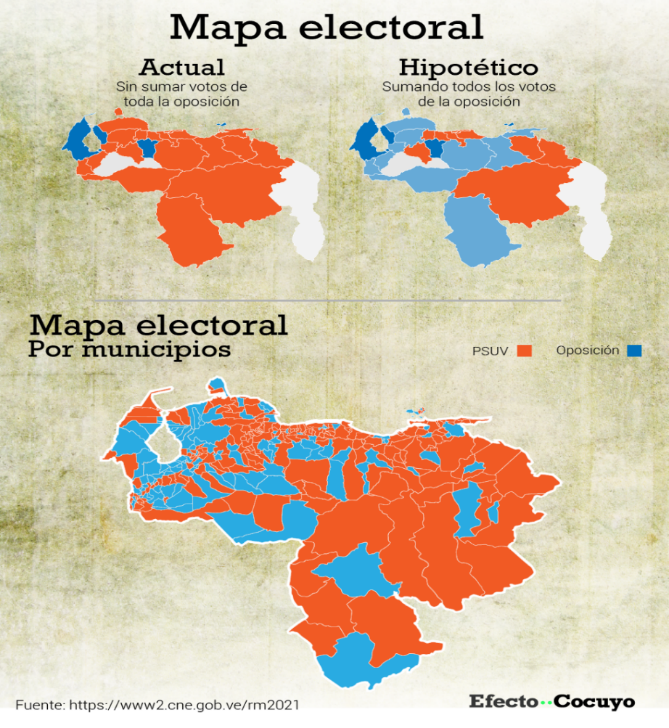 Mapa electoral
Actual
Sin sumar votos de
toda la oposición
Hipotético
Sumando todos los votos
de la oposición
Mapa electoral
Por municipios
PSUV
Oposición
Fuente: https://www2.cne.gob.ve/rm2021
Efecto··Cocuyo